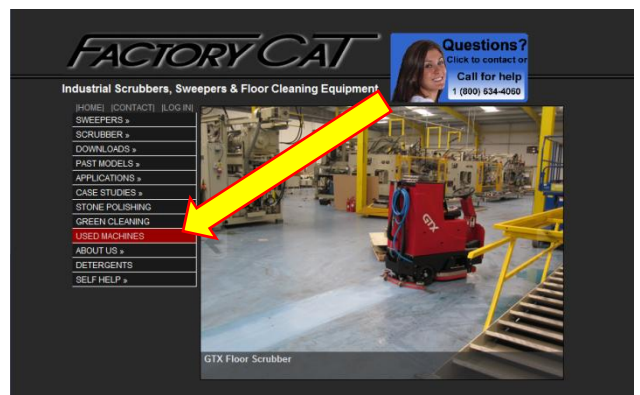 FACTORY CAT
Questions?
Click to contact or
Call for help
1 (800) 634-4060
Industrial Scrubbers, Sweepers & Floor Cleaning Equipment
|HOME| |CONTACT| |LOG IN|
SWEEPERS »
SCRUBBER »
DOWNLOADS »
PAST MODELS »
APPLICATIONS »
CASE STUDIES »
STONE POLISHING
GREEN CLEANING
USED MACHINES
ABOUT US »
DETERGENTS
SELF HELP »
GTX
GTX Floor Scrubber